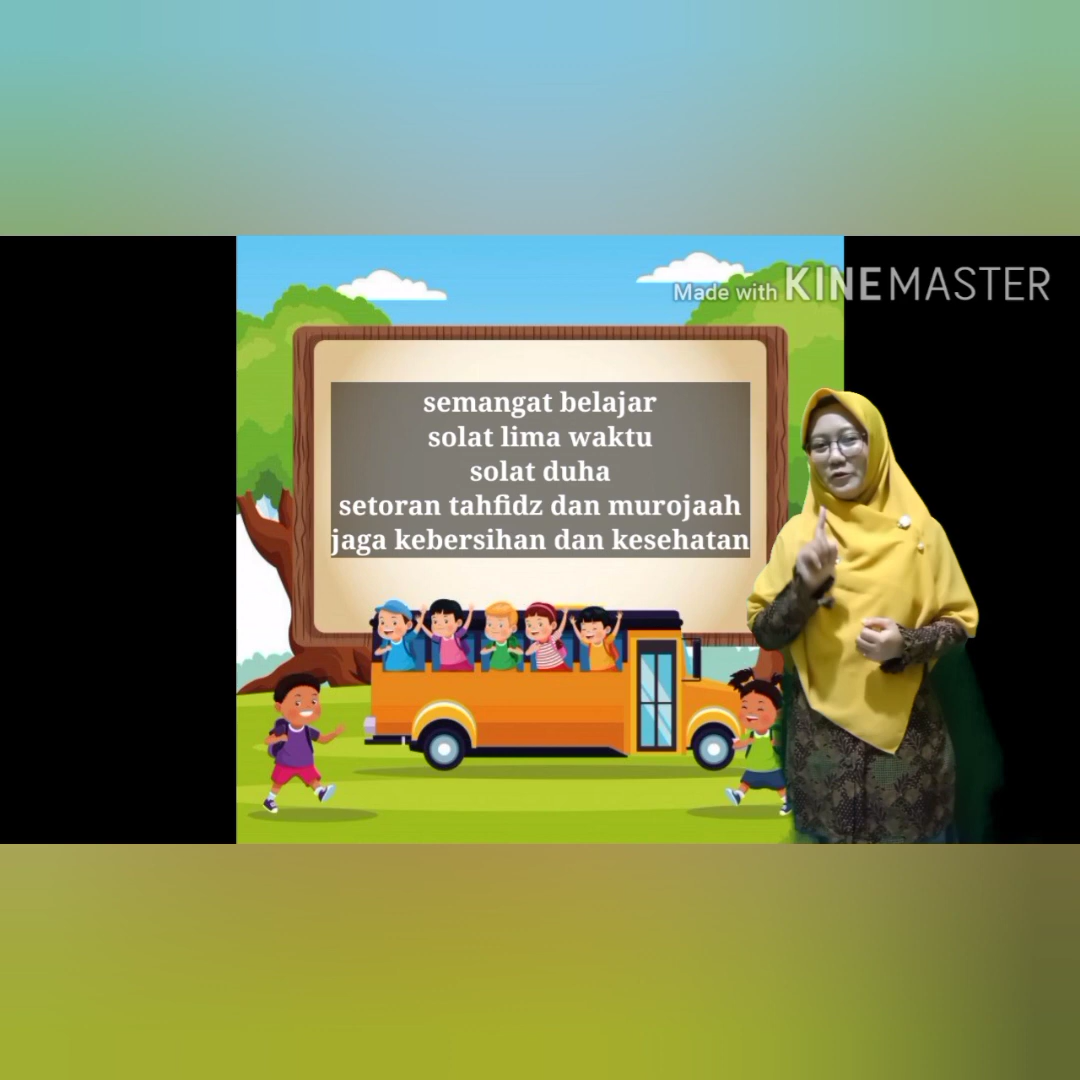 Made with KINEMASTER
semangat belajar
solat lima waktu
solat duha
setoran tahfidz dan murojaah
jaga kebersihan dan kesehatan